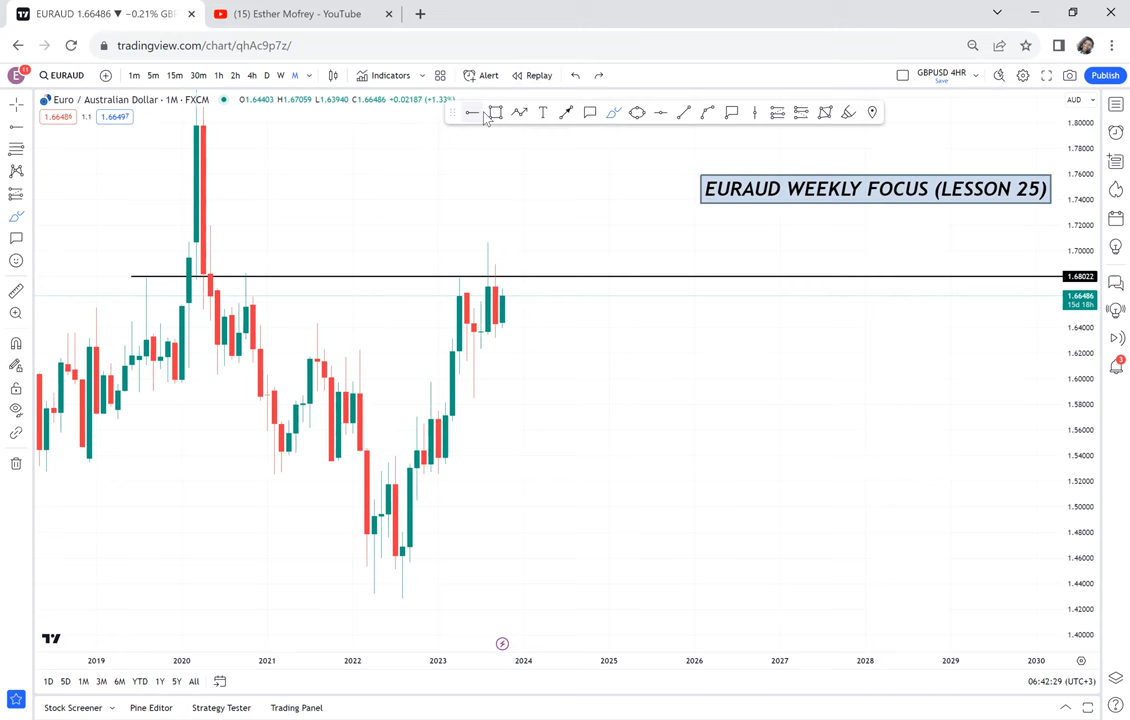 EURAUD 1.66486 ▼ −0.21% GBP
(15) Esther Mofrey - YouTube
tradingview.com/chart/qhAc9p7z/
E 11 EURAUD 1m 5m 15m 30m 1h 2h 4h D W M Indicators Alert Replay GBPUSD 4HR Save Publish
Euro / Australian Dollar · 1M · FXCM O1.64403 H1.67059 L1.63940 C1.66486 +0.02187 (+1.33%) AUD
1.66486 1.1 1.66497
T
1.80000
1.78000
1.76000
EURAUD WEEKLY FOCUS (LESSON 25)
1.74000
1.72000
1.70000
1.68022
1.66486
15d 18h
1.64000
1.62000
1.60000
3
1.58000
1.56000
1.54000
1.52000
1.50000
1.48000
1.46000
1.44000
1.42000
1.40000
2019 2020 2021 2022 2023 2024 2025 2026 2027 2028 2029 2030
1D 5D 1M 3M 6M YTD 1Y 5Y All 06:42:29 (UTC+3)
Stock Screener Pine Editor Strategy Tester Trading Panel